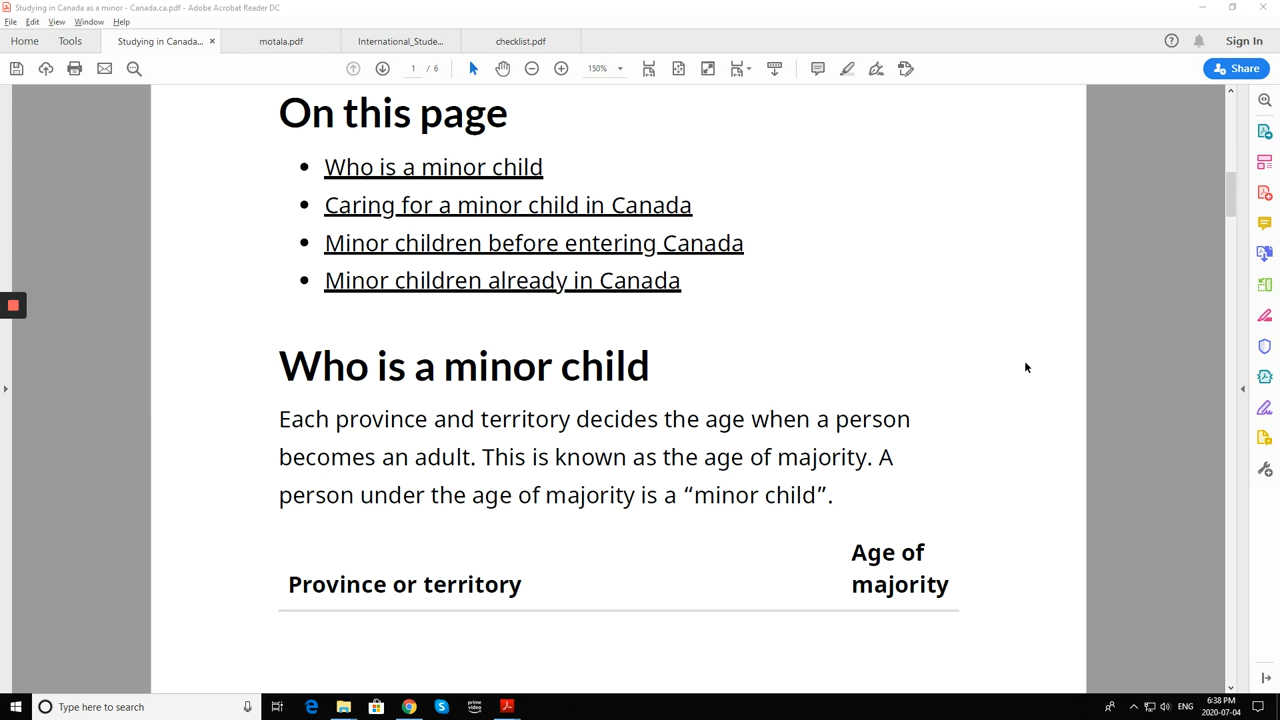 Studying in Canada as a minor - Canada.ca.pdf - Adobe Acrobat Reader DC
File Edit View Window Help
Home Tools Studying in Canada... × motala.pdf International_Stude... checklist.pdf Sign In
1 / 6 150% Share
On this page
• Who is a minor child
• Caring for a minor child in Canada
• Minor children before entering Canada
• Minor children already in Canada
Who is a minor child
Each province and territory decides the age when a person
becomes an adult. This is known as the age of majority. A
person under the age of majority is a “minor child”.
Age of
Province or territory majority
Type here to search
prime video
ENG
6:38 PM
2020-07-04